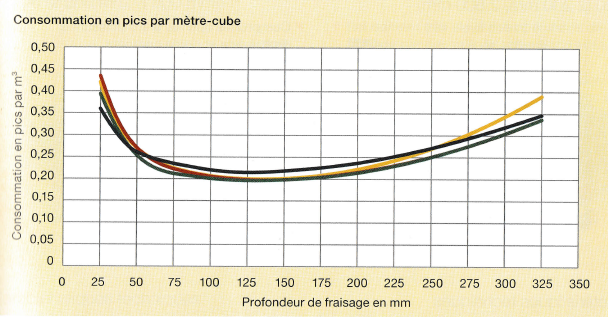 Consommation en pics par mètre-cube
Consommation en pics par m³
0,50
0,45
0,40
0,35
0,30
0,25
0,20
0,15
0,10
0,05
0
0 25 50 75 100 125 150 175 200 225 250 275 300 325 350
Profondeur de fraisage en mm